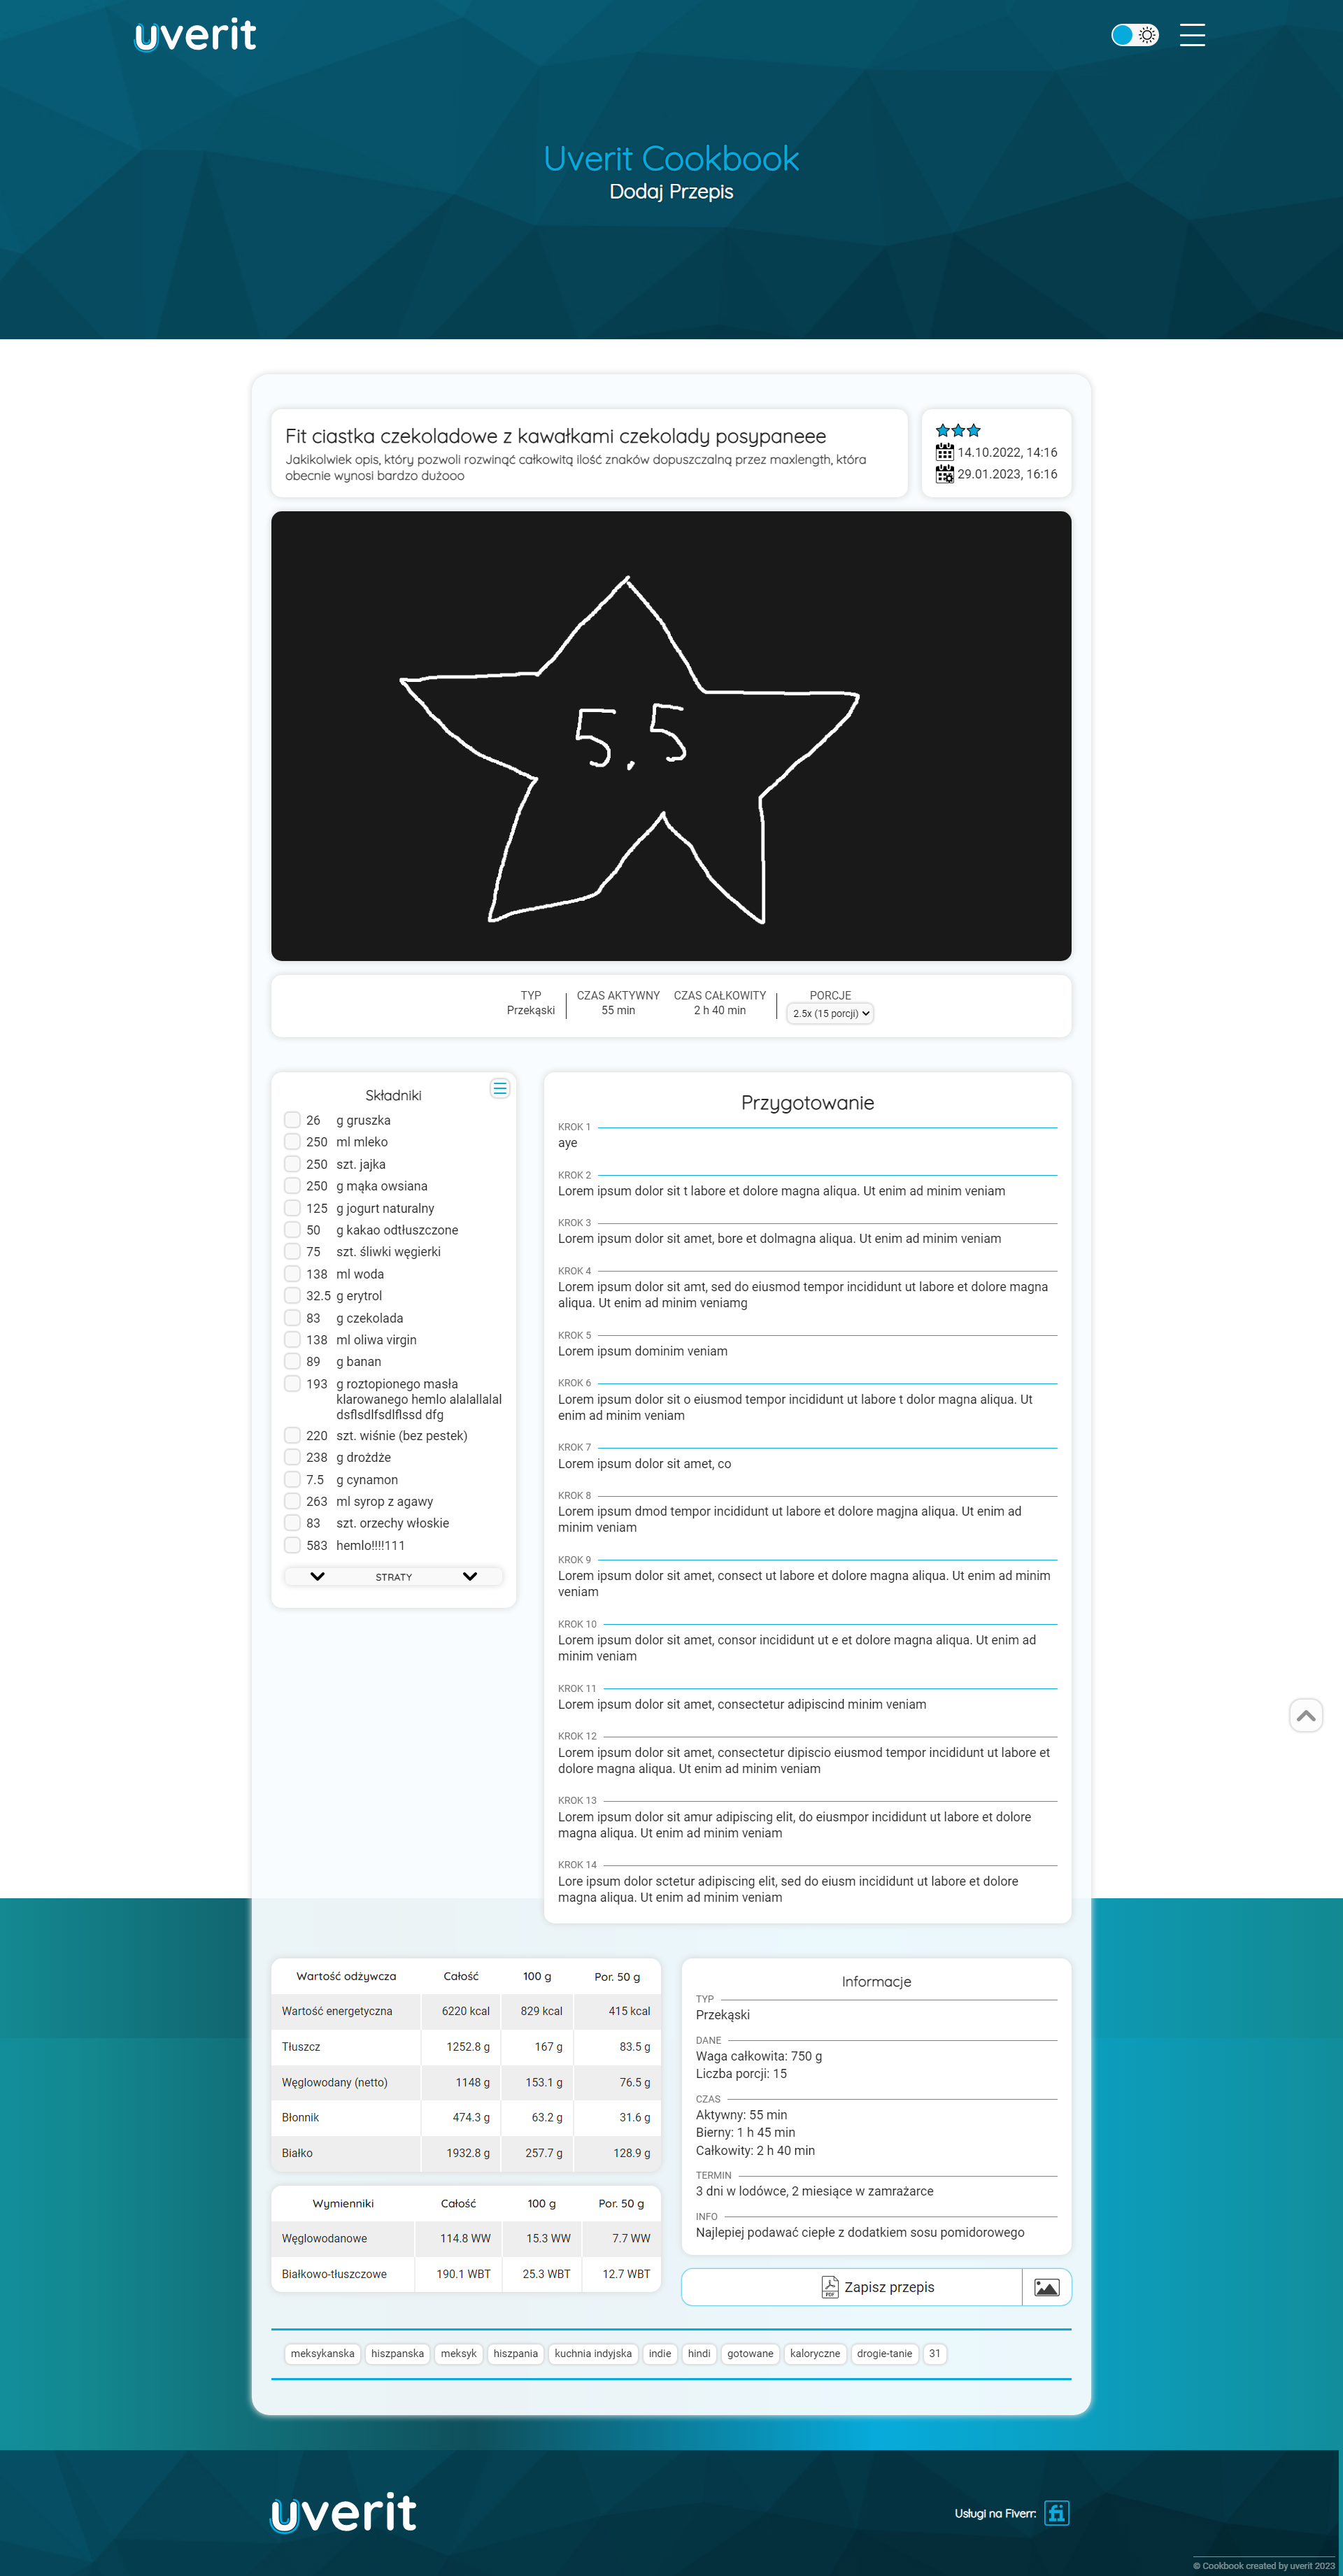 uverit
Uverit Cookbook
Dodaj Przepis
Fit ciastka czekoladowe z kawałkami czekolady posypaneee
Jakikolwiek opis, który pozwoli rozwinąć całkowitą ilość znaków dopuszczalną przez maxlength, która
obecnie wynosi bardzo dużooo
14.10.2022, 14:16
29.01.2023, 16:16
5,5
TYP
Przekąski
CZAS AKTYWNY
55 min
CZAS CAŁKOWITY
2 h 40 min
PORCJE
2.5x (15 porcji)
Składniki
26 g gruszka
250 ml mleko
250 szt. jajka
250 g mąka owsiana
125 g jogurt naturalny
50 g kakao odtłuszczone
75 szt. śliwki węgierki
138 ml woda
32.5 g erytrol
83 g czekolada
138 ml oliwa virgin
89 g banan
193 g roztopionego masła
klarowanego hemlo alalallalal
dsflsdlfsdlflssd dfg
220 szt. wiśnie (bez pestek)
238 g drożdże
7.5 g cynamon
263 ml syrop z agawy
83 szt. orzechy włoskie
583 hemlo!!!!111
STRATY
Przygotowanie
KROK 1
aye
KROK 2
Lorem ipsum dolor sit t labore et dolore magna aliqua. Ut enim ad minim veniam
KROK 3
Lorem ipsum dolor sit amet, bore et dolmagna aliqua. Ut enim ad minim veniam
KROK 4
Lorem ipsum dolor sit amt, sed do eiusmod tempor incididunt ut labore et dolore magna
aliqua. Ut enim ad minim veniamg
KROK 5
Lorem ipsum dominim veniam
KROK 6
Lorem ipsum dolor sit o eiusmod tempor incididunt ut labore t dolor magna aliqua. Ut
enim ad minim veniam
KROK 7
Lorem ipsum dolor sit amet, co
KROK 8
Lorem ipsum dmod tempor incididunt ut labore et dolore magjna aliqua. Ut enim ad
minim veniam
KROK 9
Lorem ipsum dolor sit amet, consect ut labore et dolore magna aliqua. Ut enim ad minim
veniam
KROK 10
Lorem ipsum dolor sit amet, consor incididunt ut e et dolore magna aliqua. Ut enim ad
minim veniam
KROK 11
Lorem ipsum dolor sit amet, consectetur adipiscind minim veniam
KROK 12
Lorem ipsum dolor sit amet, consectetur dipiscio eiusmod tempor incididunt ut labore et
dolore magna aliqua. Ut enim ad minim veniam
KROK 13
Lorem ipsum dolor sit amur adipiscing elit, do eiusmpor incididunt ut labore et dolore
magna aliqua. Ut enim ad minim veniam
KROK 14
Lore ipsum dolor sctetur adipiscing elit, sed do eiusm incididunt ut labore et dolore
magna aliqua. Ut enim ad minim veniam
Wartość odżywcza Całość 100 g Por. 50 g
Wartość energetyczna 6220 kcal 829 kcal 415 kcal
Tłuszcz 1252.8 g 167 g 83.5 g
Węglowodany (netto) 1148 g 153.1 g 76.5 g
Błonnik 474.3 g 63.2 g 31.6 g
Białko 1932.8 g 257.7 g 128.9 g
Wymienniki Całość 100 g Por. 50 g
Węglowodanowe 114.8 WW 15.3 WW 7.7 WW
Białkowo-tłuszczowe 190.1 WBT 25.3 WBT 12.7 WBT
Informacje
TYP
Przekąski
DANE
Waga całkowita: 750 g
Liczba porcji: 15
CZAS
Aktywny: 55 min
Bierny: 1 h 45 min
Całkowity: 2 h 40 min
TERMIN
3 dni w lodówce, 2 miesiące w zamrażarce
INFO
Najlepiej podawać ciepłe z dodatkiem sosu pomidorowego
PDF Zapisz przepis
meksykanska hiszpanska meksyk hiszpania kuchnia indyjska indie hindi gotowane kaloryczne drogie-tanie 31
uverit
Usługi na Fiverr: fi
© Cookbook created by uverit 2023